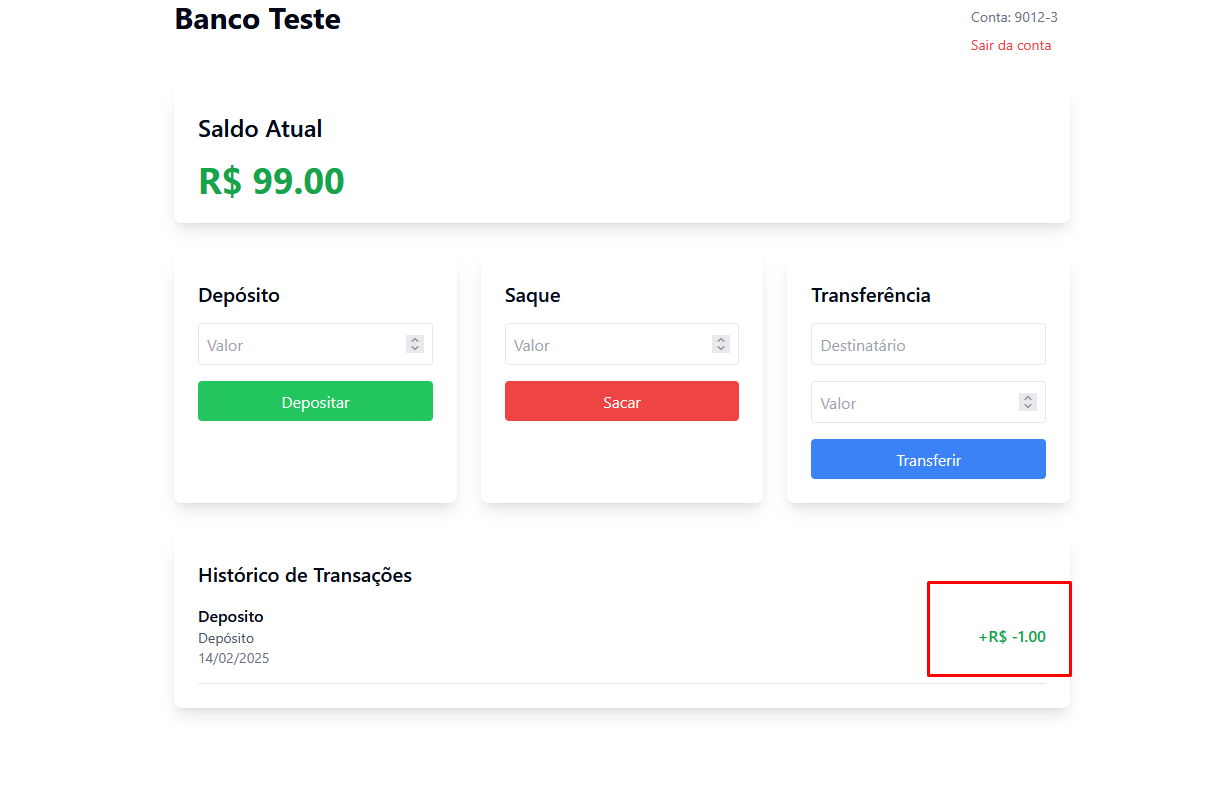 Banco Teste
Conta: 9012-3
Sair da conta
Saldo Atual
R$ 99.00
Depósito
Valor
Depositar
Saque
Valor
Sacar
Transferência
Destinatário
Valor
Transferir
Histórico de Transações
Deposito
Depósito
14/02/2025
+R$ -1.00